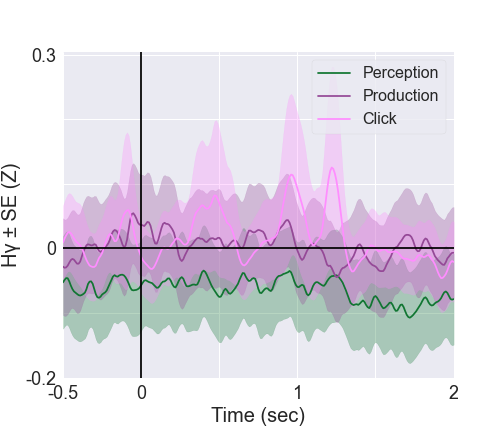 0.3
Perception
Production
Click
Hγ ± SE (Z)
0
-0.2
-0.5 0 1 2
Time (sec)